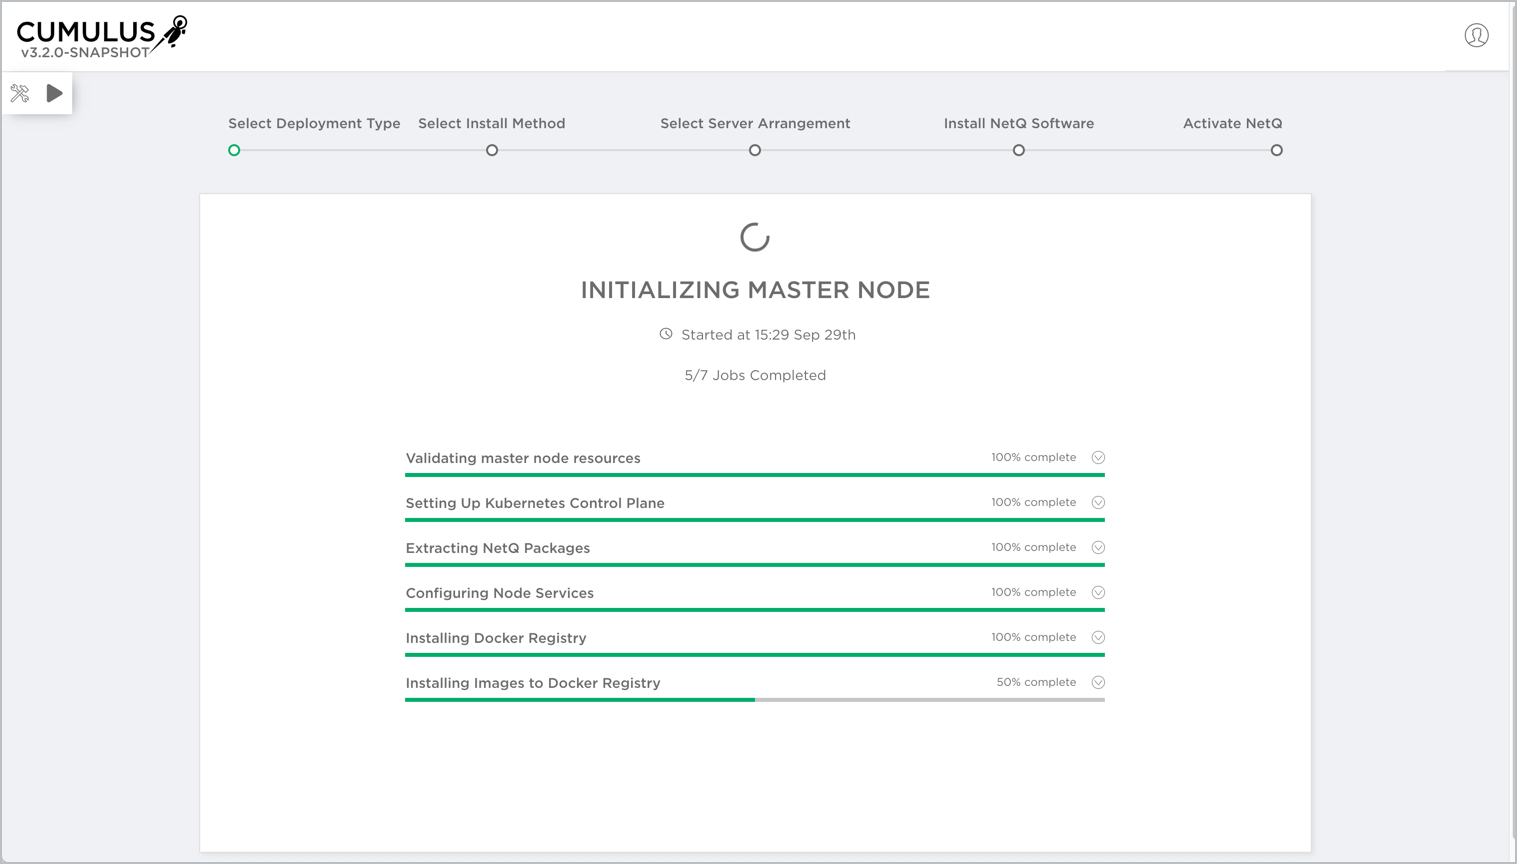 CUMULUS
v3.2.0-SNAPSHOT
Select Deployment Type
Select Install Method
Select Server Arrangement
Install NetQ Software
Activate NetQ
INITIALIZING MASTER NODE
Started at 15:29 Sep 29th
5/7 Jobs Completed
Validating master node resources 100% complete
Setting Up Kubernetes Control Plane 100% complete
Extracting NetQ Packages 100% complete
Configuring Node Services 100% complete
Installing Docker Registry 100% complete
Installing Images to Docker Registry 50% complete